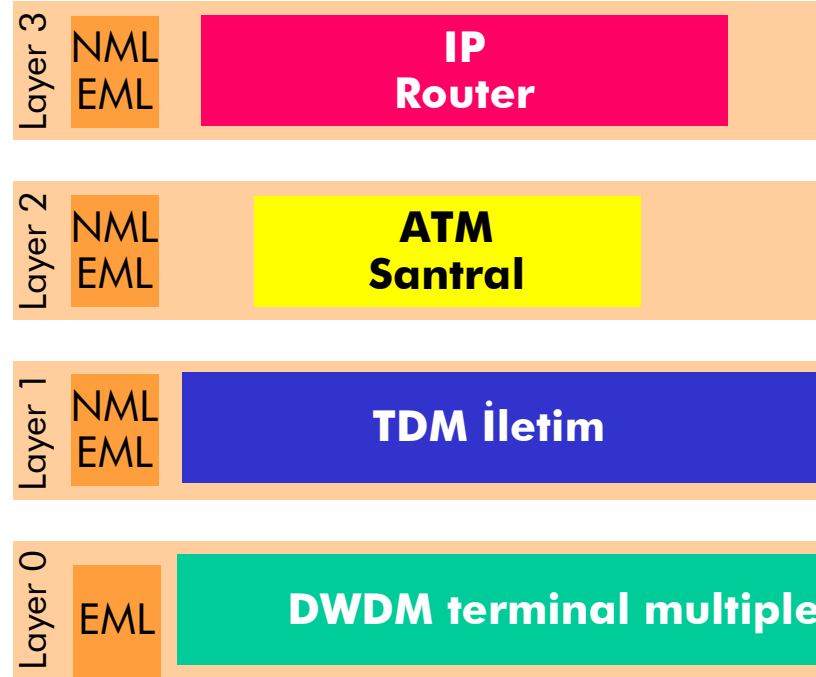 Layer 3
NML
EML
IP
Router
Layer 2
NML
EML
ATM
Santral
Layer 1
NML
EML
TDM İletim
Layer 0
EML
DWDM terminal multiple